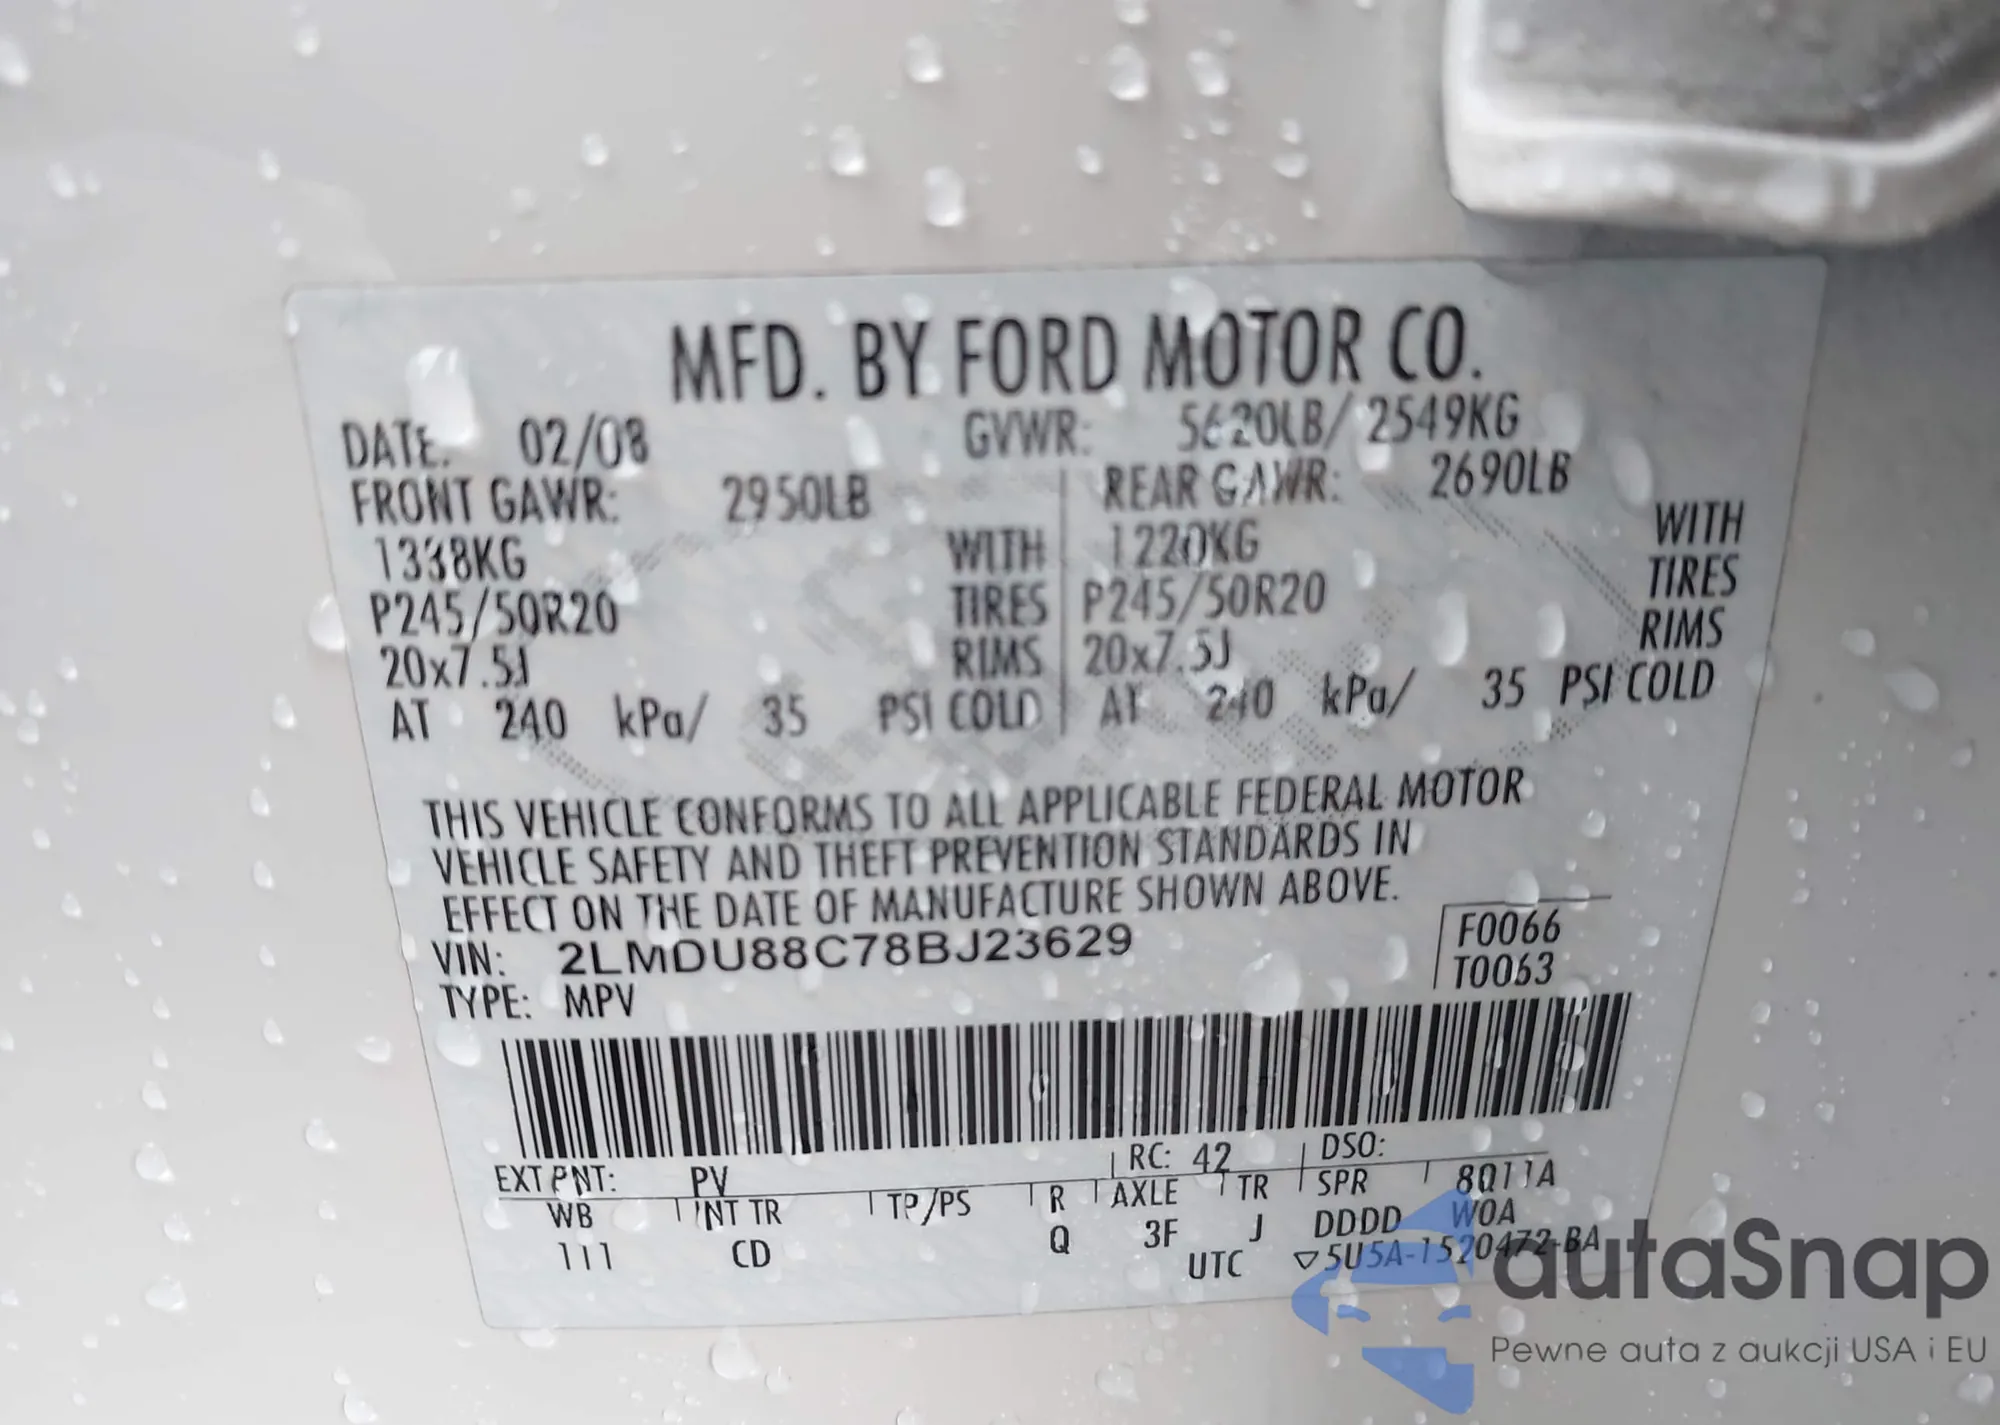 MFD. BY FORD MOTOR CO.
DATE: 02/08 GVWR: 5620LB/ 2549KG
FRONT GAWR: 2950LB REAR GAWR: 2690LB
1338KG WITH 1220KG WITH
P245/50R20 TIRES P245/50R20 TIRES
20x7.5J RIMS 20x7.5J RIMS
AT 240 kPa/ 35 PSI COLD AT 240 kPa/ 35 PSI COLD
THIS VEHICLE CONFORMS TO ALL APPLICABLE FEDERAL MOTOR
VEHICLE SAFETY AND THEFT PREVENTION STANDARDS IN
EFFECT ON THE DATE OF MANUFACTURE SHOWN ABOVE.
VIN: 2LMDU88C78BJ23629 F0066
TYPE: MPV T0063
EXT PNT: PV RC: 42 DSO:
WB INT TR TP/PS R AXLE TR SPR 8Q11A
111 CD Q 3F J DDDD W0A
UTC ▽5U5A-1520472-BA
autaSnap
Pewne auta z aukcji USA i EU